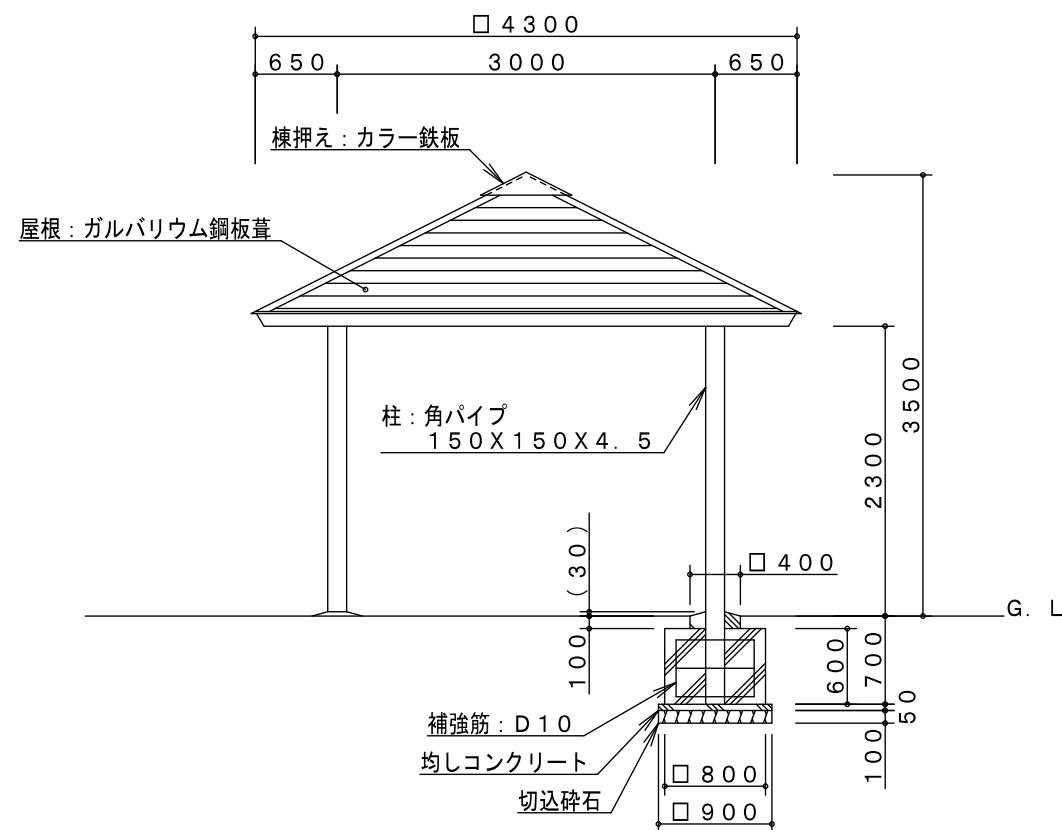 □ 4300
650
3000
650
棟押え：カラー鉄板
屋根：ガルバリウム鋼板葺
3500
2300
柱：角パイプ
150X150X4. 5
(30)
□ 400
G. L
100
600
700
50
100
補強筋：D10
均しコンクリート
切込砕石
□ 800
□ 900